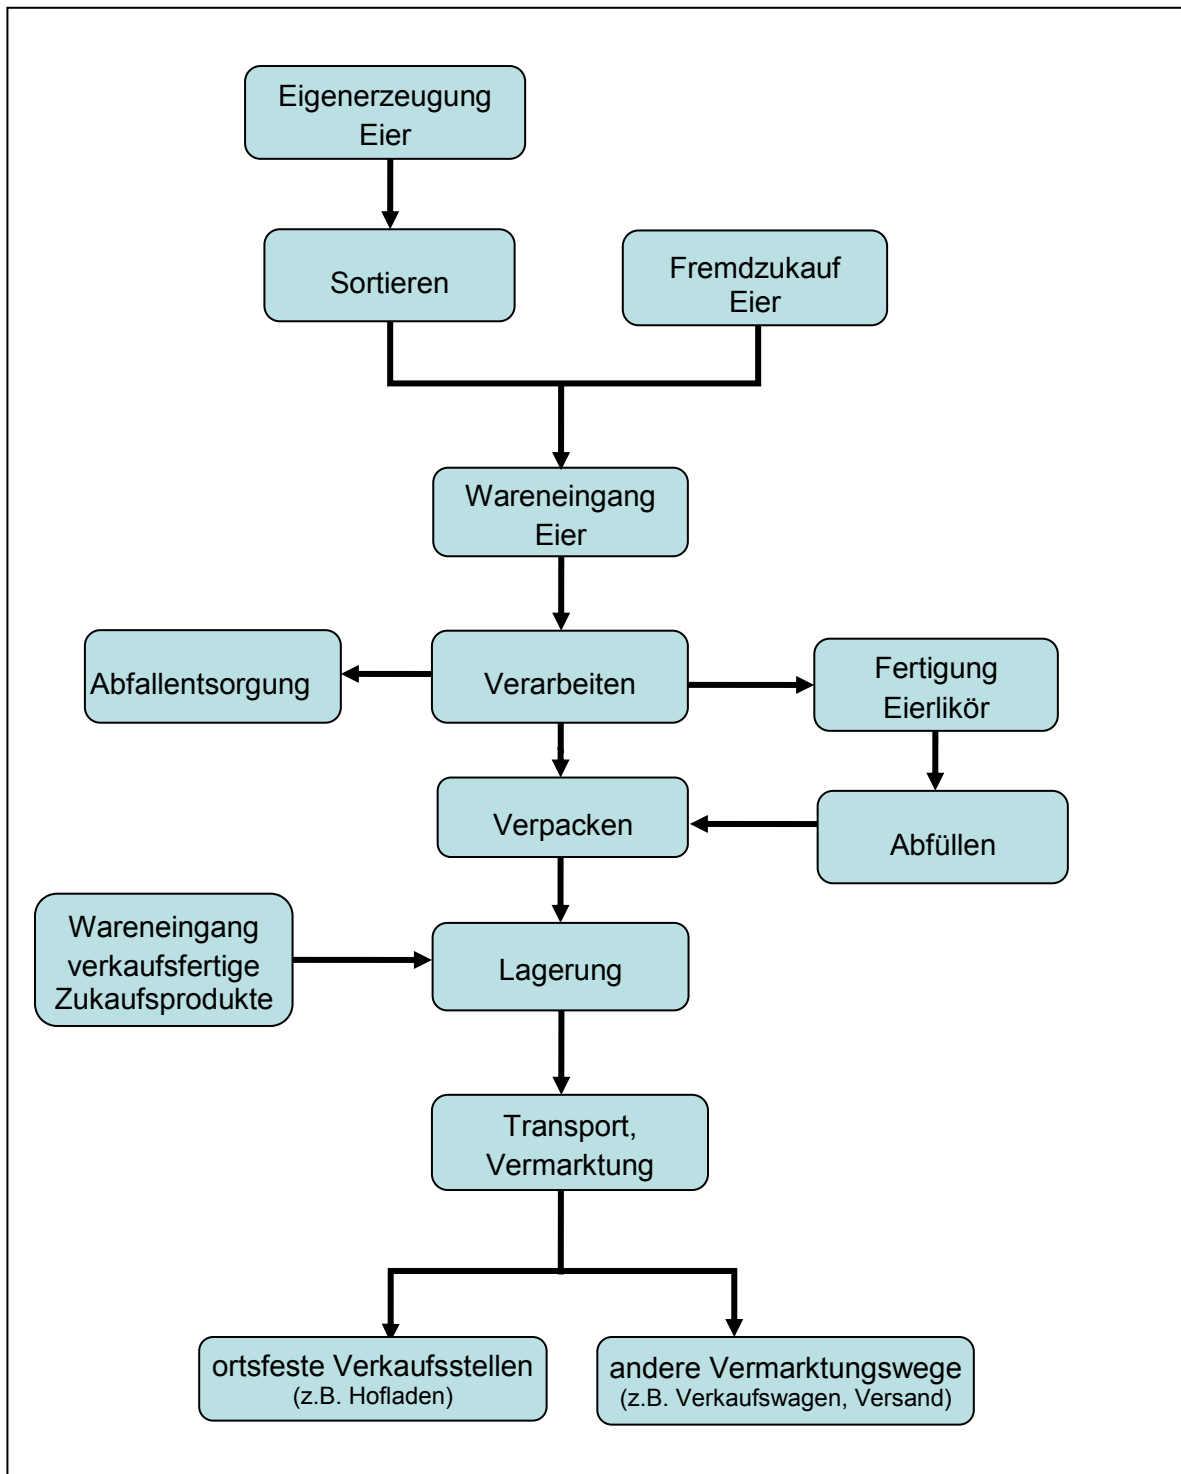 Eigenerzeugung
Eier
Sortieren
Fremdzukauf
Eier
Wareneingang
Eier
Abfallentsorgung
Verarbeiten
Fertigung
Eierlikör
Verpacken
Abfüllen
Wareneingang
verkaufsfertige
Zukaufsprodukte
Lagerung
Transport,
Vermarktung
ortsfeste Verkaufsstellen
(z.B. Hofladen)
andere Vermarktungswege
(z.B. Verkaufswagen, Versand)